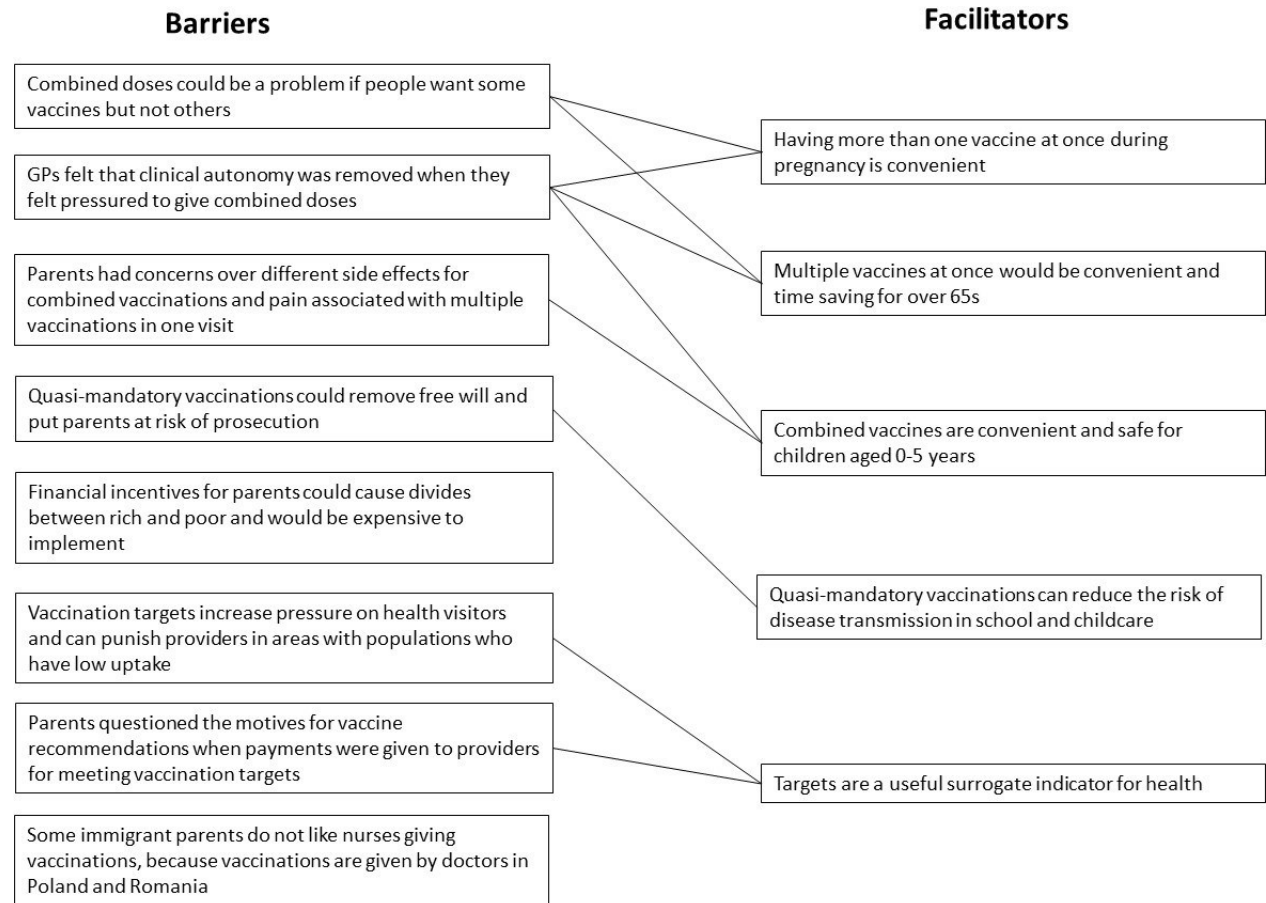 Barriers
Combined doses could be a problem if people want some
vaccines but not others
GPs felt that clinical autonomy was removed when they
felt pressured to give combined doses
Parents had concerns over different side effects for
combined vaccinations and pain associated with multiple
vaccinations in one visit
Quasi-mandatory vaccinations could remove free will and
put parents at risk of prosecution
Financial incentives for parents could cause divides
between rich and poor and would be expensive to
implement
Vaccination targets increase pressure on health visitors
and can punish providers in areas with populations who
have low uptake
Parents questioned the motives for vaccine
recommendations when payments were given to providers
for meeting vaccination targets
Some immigrant parents do not like nurses giving
vaccinations, because vaccinations are given by doctors in
Poland and Romania
Facilitators
Having more than one vaccine at once during
pregnancy is convenient
Multiple vaccines at once would be convenient and
time saving for over 65s
Combined vaccines are convenient and safe for
children aged 0-5 years
Quasi-mandatory vaccinations can reduce the risk of
disease transmission in school and childcare
Targets are a useful surrogate indicator for health